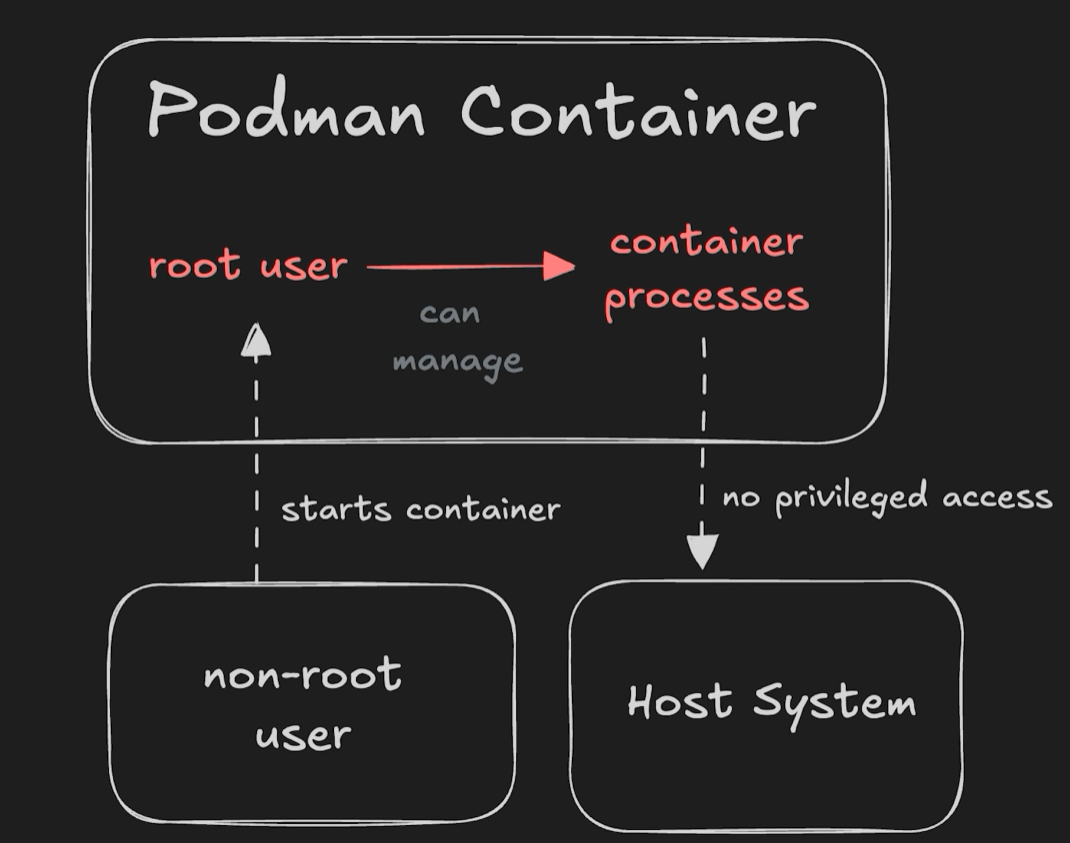 Podman Container
root user
container
processes
can
manage
starts container
no privileged access
non-root
user
Host System